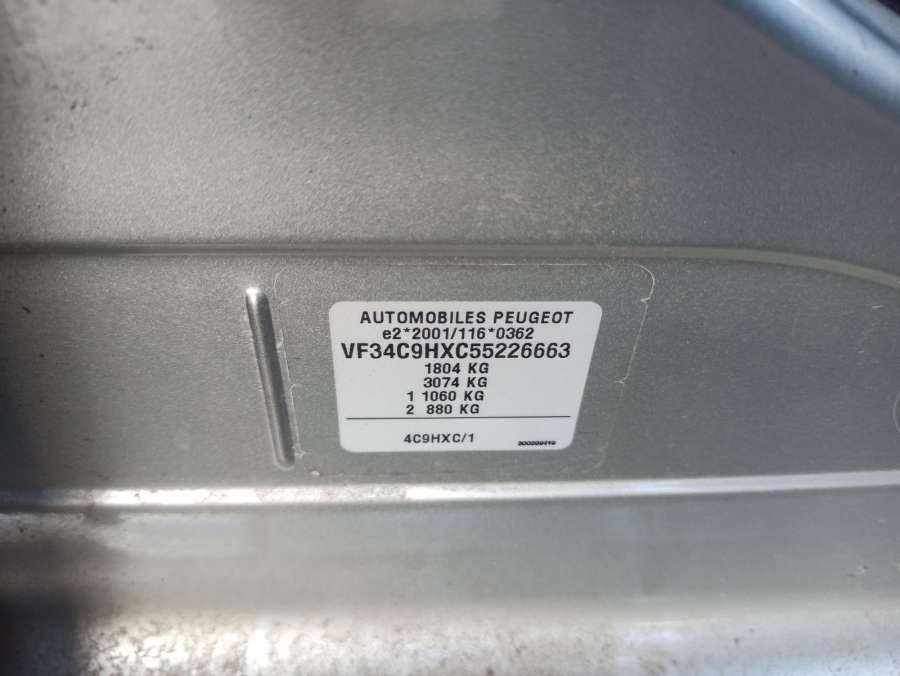 AUTOMOBILES PEUGEOT
e2*2001/116*0362
VF34C9HXC55226663
1804 KG
3074 KG
1 1060 KG
2 880 KG
4C9HXC/1